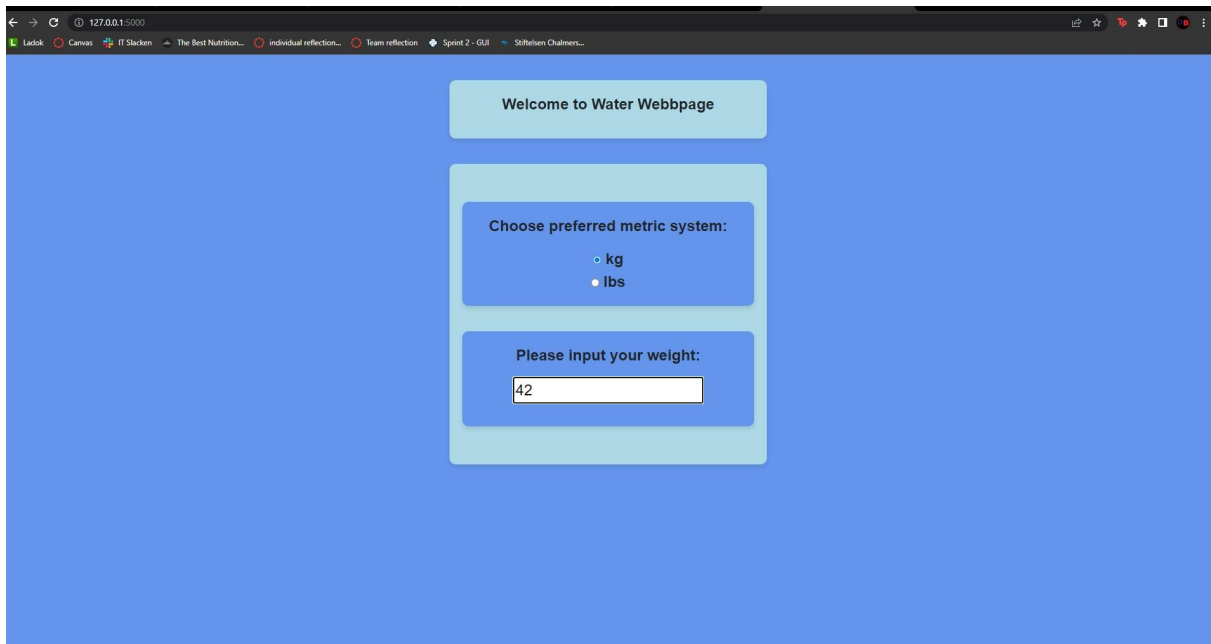 127.0.0.1:5000
Tp
B
L Ladok Canvas IT Slacken The Best Nutrition... individual reflection... Team reflection Sprint 2 - GUI Stiftelsen Chalmers...
Welcome to Water Webbpage
Choose preferred metric system:
kg
lbs
Please input your weight:
42